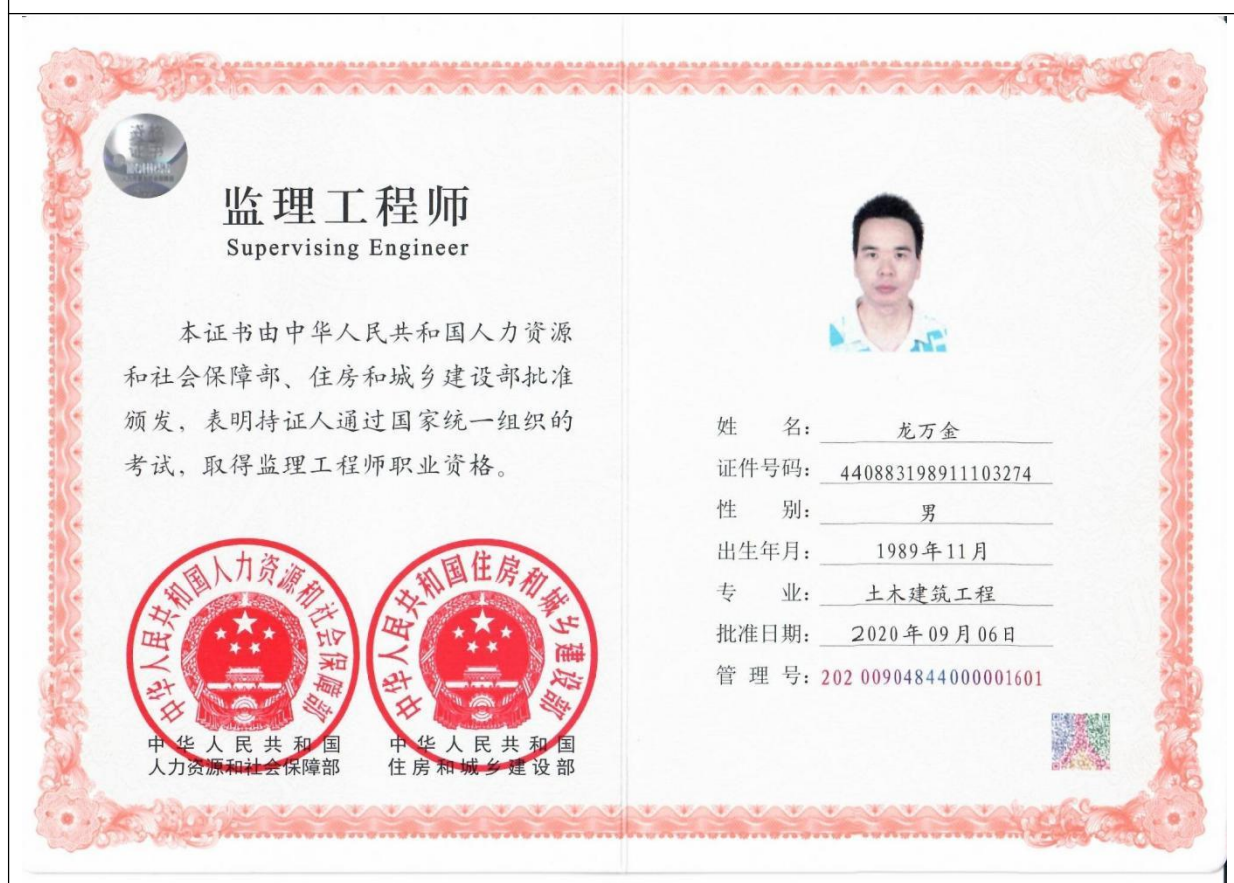 监理工程师
Supervising Engineer
本证书由中华人民共和国人力资源
和社会保障部、住房和城乡建设部批准
颁发，表明持证人通过国家统一组织的
考试，取得监理工程师职业资格。
中华人民共和国人力资源和社会保障部
中华人民共和国住房和城乡建设部
中华人民共和国
人力资源和社会保障部
中华人民共和国
住房和城乡建设部
姓名：龙万金
证件号码：440883198911103274
性别：男
出生年月：1989年11月
专业：土木建筑工程
批准日期：2020年09月06日
管理号：202 00904844000001601